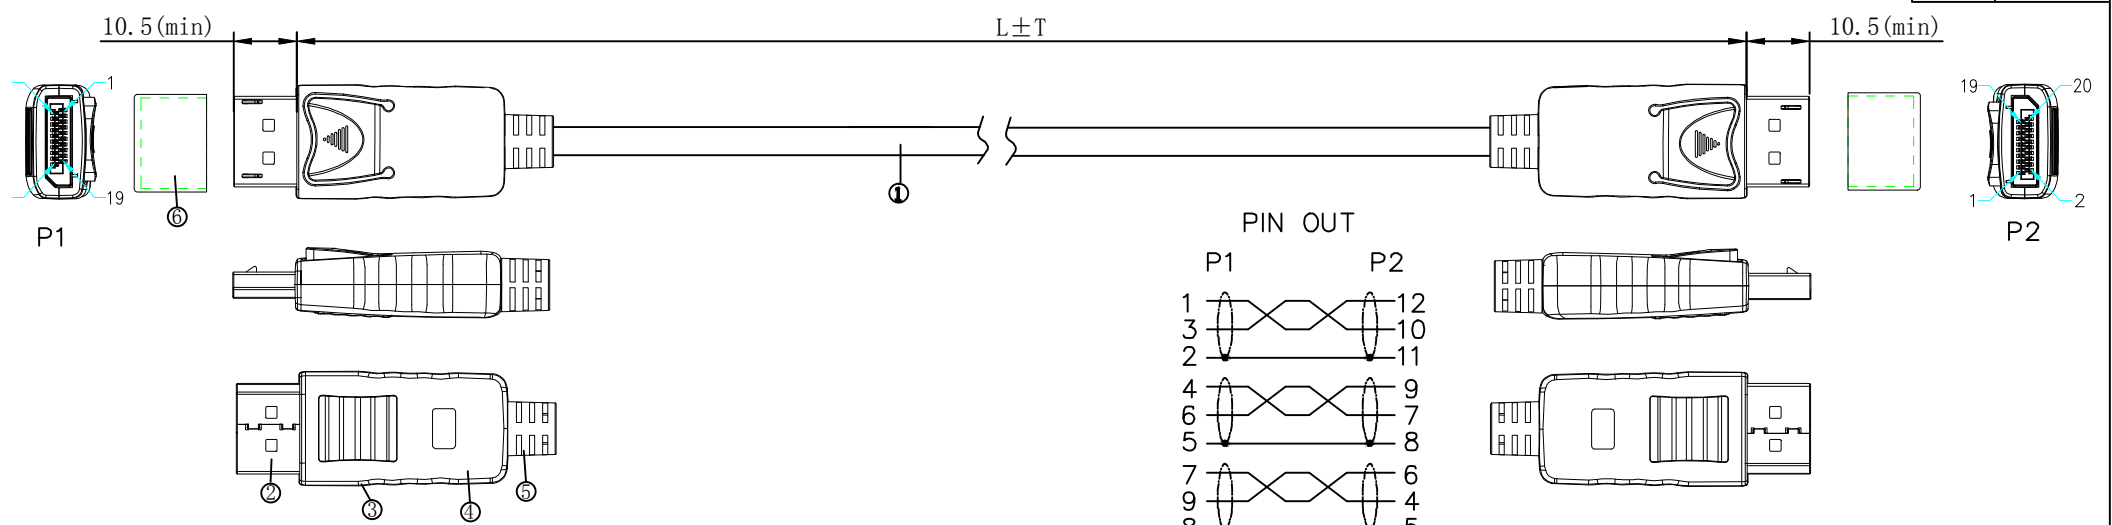 10.5(min) L±T 10.5(min)
1
19
P1
⑥
①
19 20
1 2
P2
PIN OUT
P1 P2
1 12
3 10
2 11
4 9
6 7
5 8
7 6
9 4
8 5
② ③ ④ ⑤